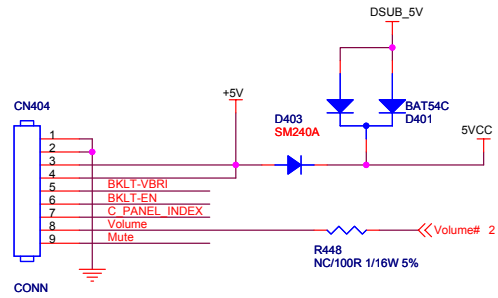 DSUB_5V
CN404
+5V
D403
SM240A
BAT54C
D401
5VCC
1
2
3
4
5 BKLT-VBRI
6 BKLT-EN
7 C_PANEL_INDEX
8 Volume
9 Mute
Volume# 2
R448
NC/100R 1/16W 5%
CONN